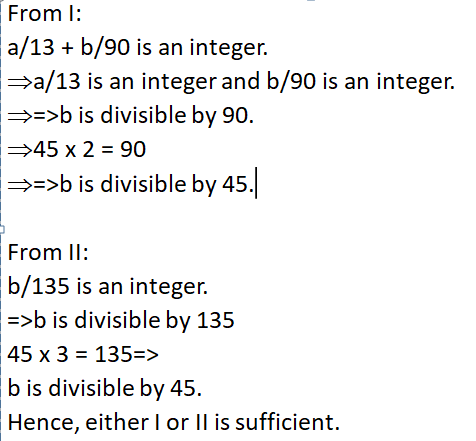 From I:
a/13 + b/90 is an integer.
⇒a/13 is an integer and b/90 is an integer.
⇒=>b is divisible by 90.
⇒45 x 2 = 90
⇒=>b is divisible by 45.
From II:
b/135 is an integer.
=>b is divisible by 135
45 x 3 = 135=>
b is divisible by 45.
Hence, either I or II is sufficient.